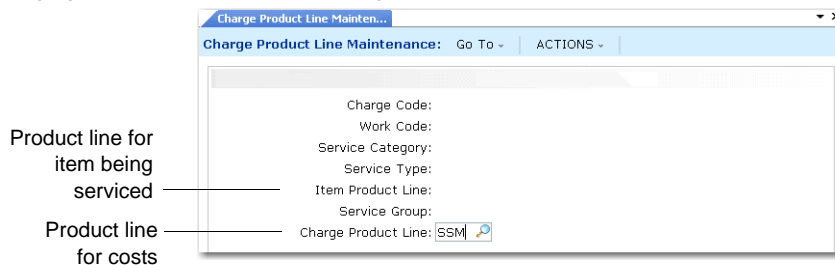 Charge Product Line Mainten...
Charge Product Line Maintenance: Go To ACTIONS
Charge Code:
Work Code:
Service Category:
Service Type:
Item Product Line:
Service Group:
Charge Product Line: SSM
Product line for
item being
serviced
Product line
for costs